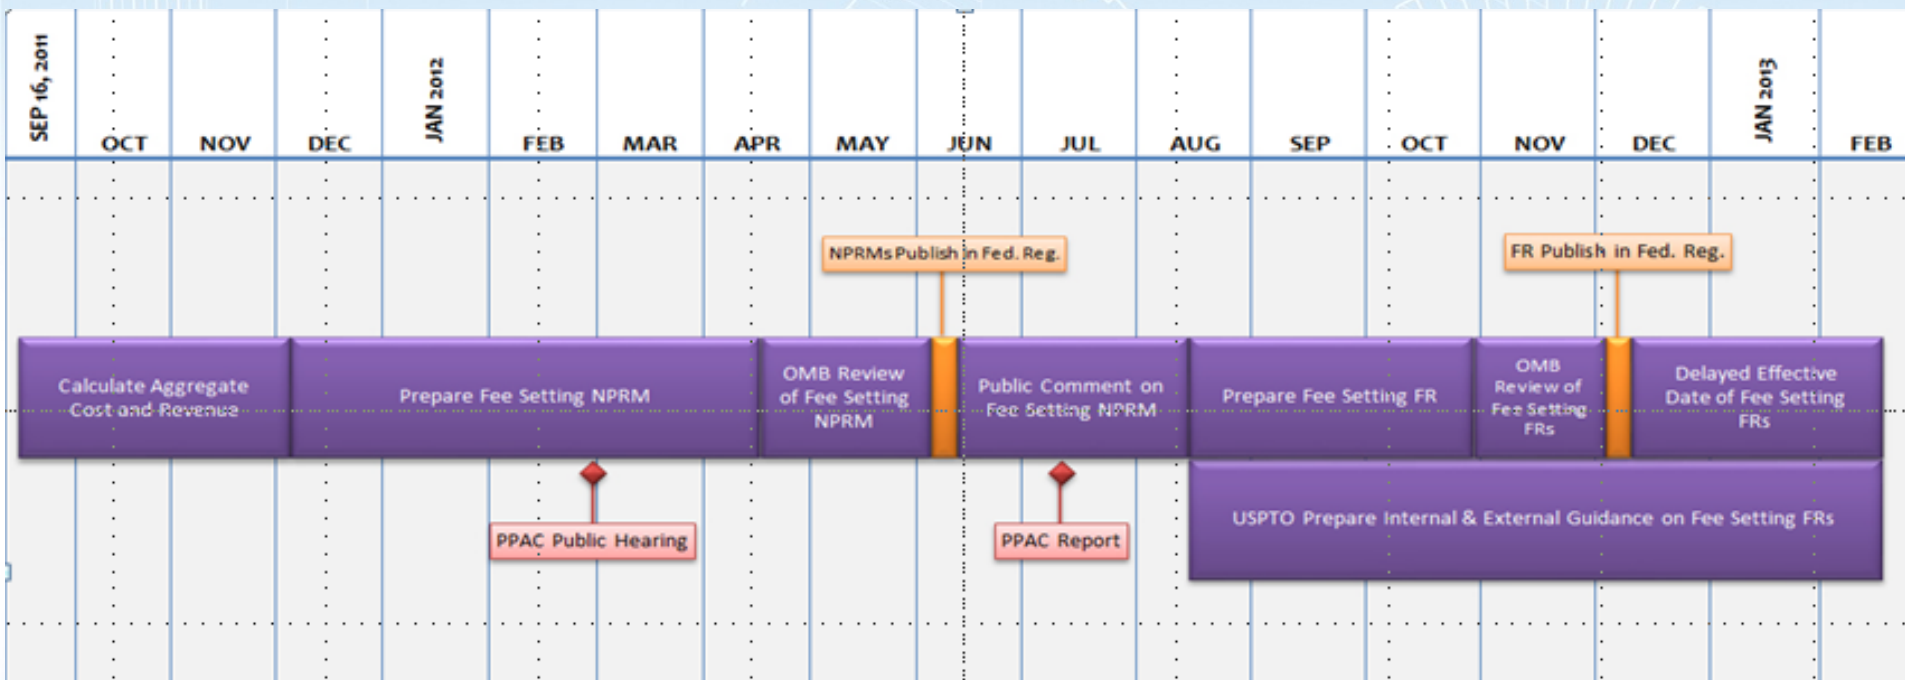 SEP 16, 2011
OCT
NOV
DEC
JAN 2012
FEB
MAR
APR
MAY
JUN
JUL
AUG
SEP
OCT
NOV
DEC
JAN 2013
FEB
NPRMs Publish in Fed. Reg.
FR Publish in Fed. Reg.
Calculate Aggregate
Cost and Revenue
Prepare Fee Setting NPRM
OMB Review
of Fee Setting
NPRM
Public Comment on
Fee Setting NPRM
Prepare Fee Setting FR
OMB
Review of
Fee Setting
FRs
Delayed Effective
Date of Fee Setting
FRs
PPAC Public Hearing
PPAC Report
USPTO Prepare Internal & External Guidance on Fee Setting FRs